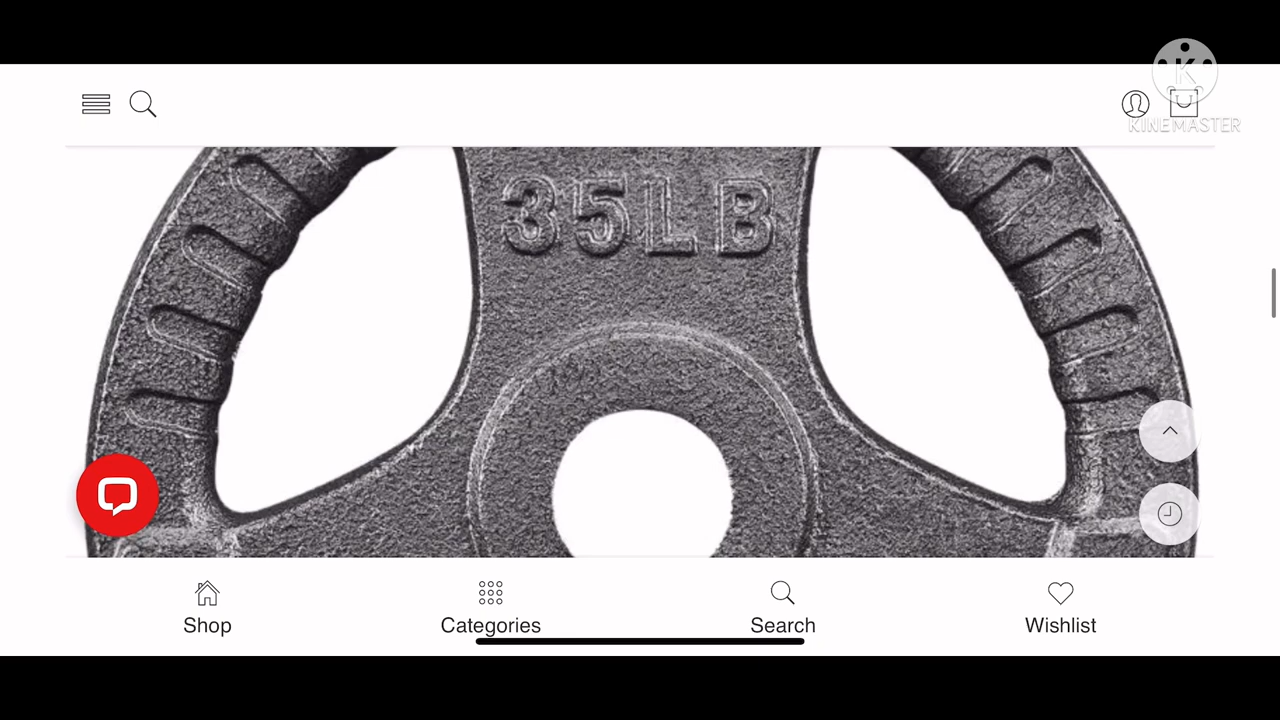 KINEMASTER
35LB
Shop
Categories
Search
Wishlist